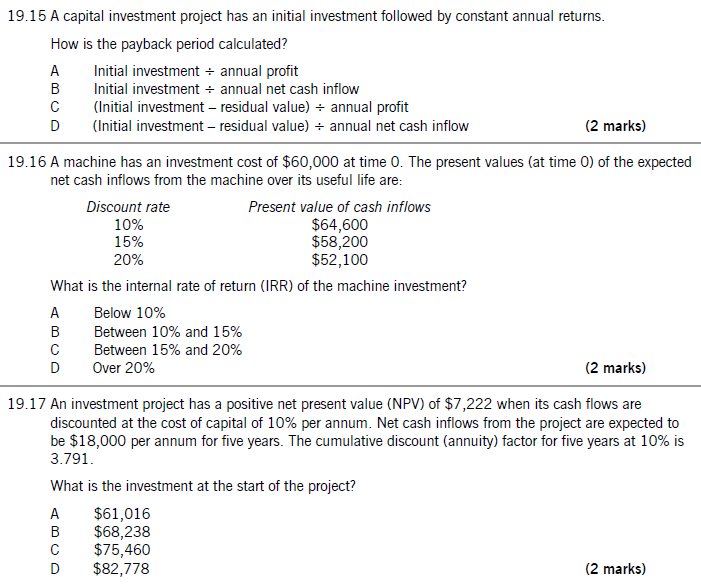 19.15 A capital investment project has an initial investment followed by constant annual returns.
How is the payback period calculated?
A Initial investment ÷ annual profit
B Initial investment ÷ annual net cash inflow
C (Initial investment – residual value) ÷ annual profit
D (Initial investment – residual value) ÷ annual net cash inflow (2 marks)
19.16 A machine has an investment cost of $60,000 at time 0. The present values (at time 0) of the expected
net cash inflows from the machine over its useful life are:
Discount rate Present value of cash inflows
10% $64,600
15% $58,200
20% $52,100
What is the internal rate of return (IRR) of the machine investment?
A Below 10%
B Between 10% and 15%
C Between 15% and 20%
D Over 20% (2 marks)
19.17 An investment project has a positive net present value (NPV) of $7,222 when its cash flows are
discounted at the cost of capital of 10% per annum. Net cash inflows from the project are expected to
be $18,000 per annum for five years. The cumulative discount (annuity) factor for five years at 10% is
3.791.
What is the investment at the start of the project?
A $61,016
B $68,238
C $75,460
D $82,778 (2 marks)